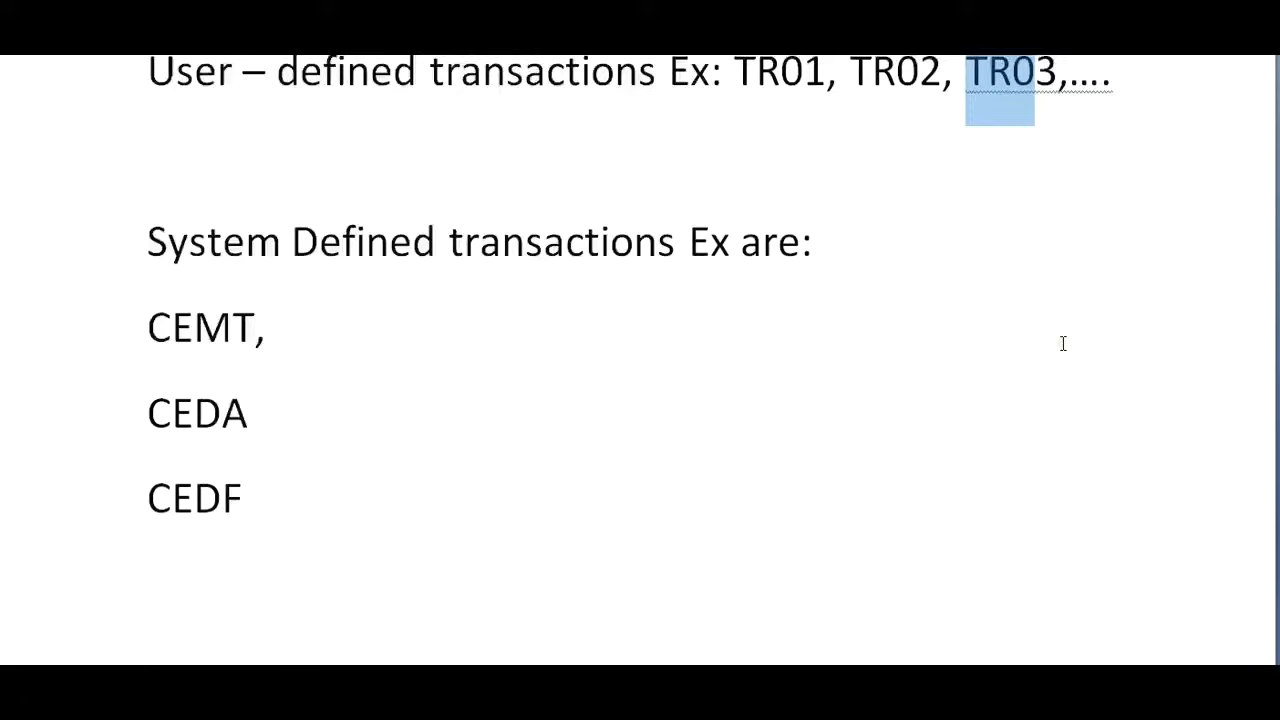 User – defined transactions Ex: TR01, TR02, TR03,....
System Defined transactions Ex are:
CEMT,
CEDA
CEDF